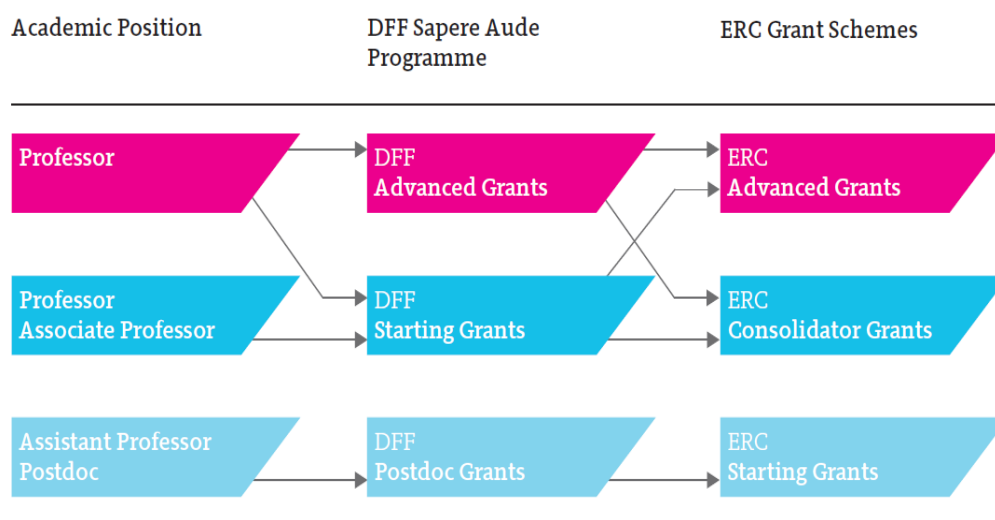 Academic Position
DFF Sapere Aude
Programme
ERC Grant Schemes
Professor
DFF
Advanced Grants
ERC
Advanced Grants
Professor
Associate Professor
DFF
Starting Grants
ERC
Consolidator Grants
Assistant Professor
Postdoc
DFF
Postdoc Grants
ERC
Starting Grants